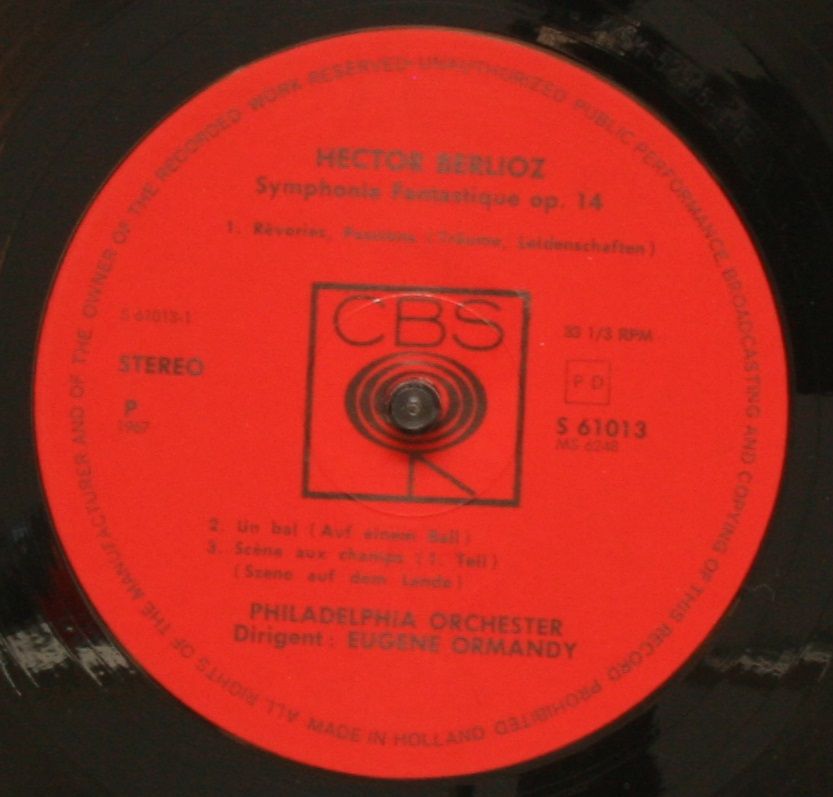 ALL RIGHTS OF THE MANUFACTURER AND OF THE OWNER OF THE RECORDED WORK RESERVED·UNAUTHORIZED PUBLIC PERFORMANCE BROADCASTING AND COPYING OF THIS RECORD PROHIBITED
HECTOR BERLIOZ
Symphonie Fantastique op. 14
1. Rêveries, Passions (Träume, Leidenschaften)
CBS
S 61013-1
STEREO
P
1967
33 1/3 RPM
P D
S 61013
MS 6248
2. Un bal (Auf einem Ball)
3. Scène aux champs (1. Teil)
(Szene auf dem Lande)
PHILADELPHIA ORCHESTER
Dirigent: EUGENE ORMANDY
MADE IN HOLLAND